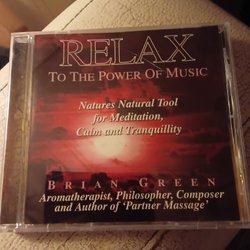 RELAX
TO THE POWER OF MUSIC
Natures Natural Tool
for Meditation,
Calm and Tranquillity
BRIAN GREEN
Aromatherapist, Philosopher, Composer
and Author of 'Partner Massage'